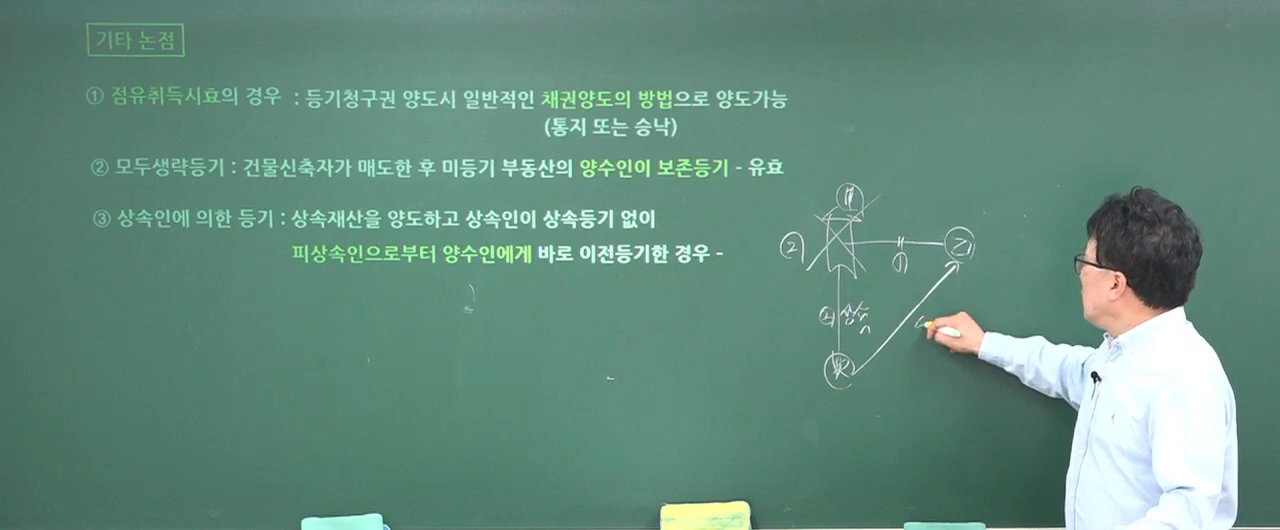 기타 논점
① 점유취득시효의 경우 : 등기청구권 양도시 일반적인 채권양도의 방법으로 양도가능
(통지 또는 승낙)
② 모두생략등기 : 건물신축자가 매도한 후 미등기 부동산의 양수인이 보존등기 - 유효
③ 상속인에 의한 등기 : 상속재산을 양도하고 상속인이 상속등기 없이
피상속인으로부터 양수인에게 바로 이전등기한 경우 -
②
乙
①
상속